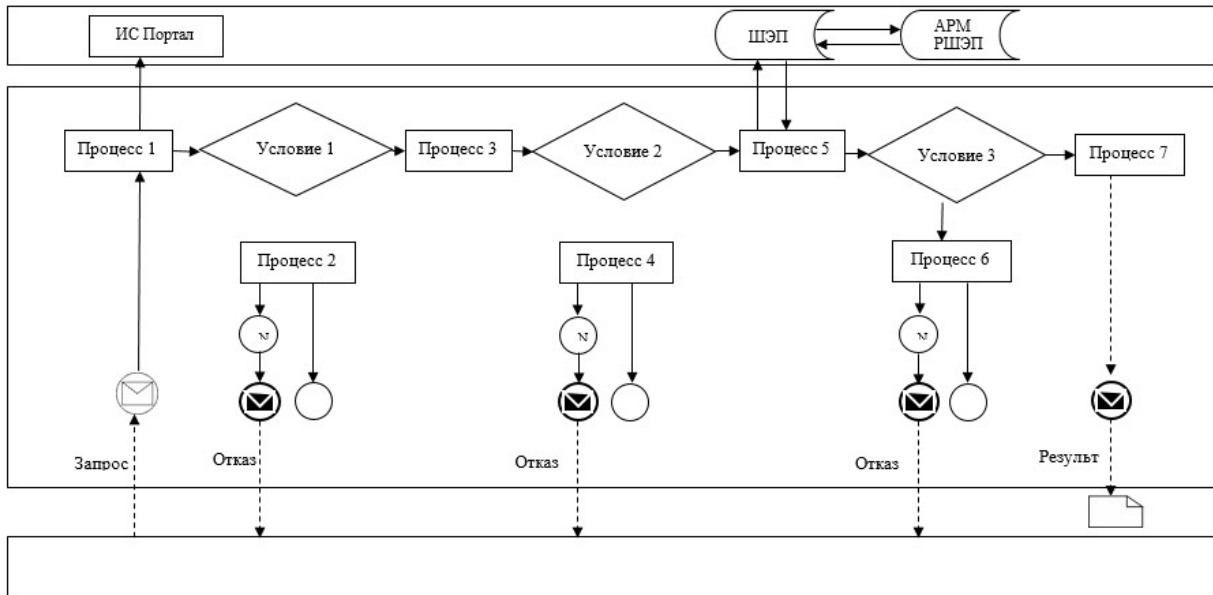 ИС Портал
ШЭП
АРМ
РШЭП
Процесс 1
Условие 1
Процесс 3
Условие 2
Процесс 5
Условие 3
Процесс 7
Процесс 2
Процесс 4
Процесс 6
Запрос
Отказ
Отказ
Отказ
Результ